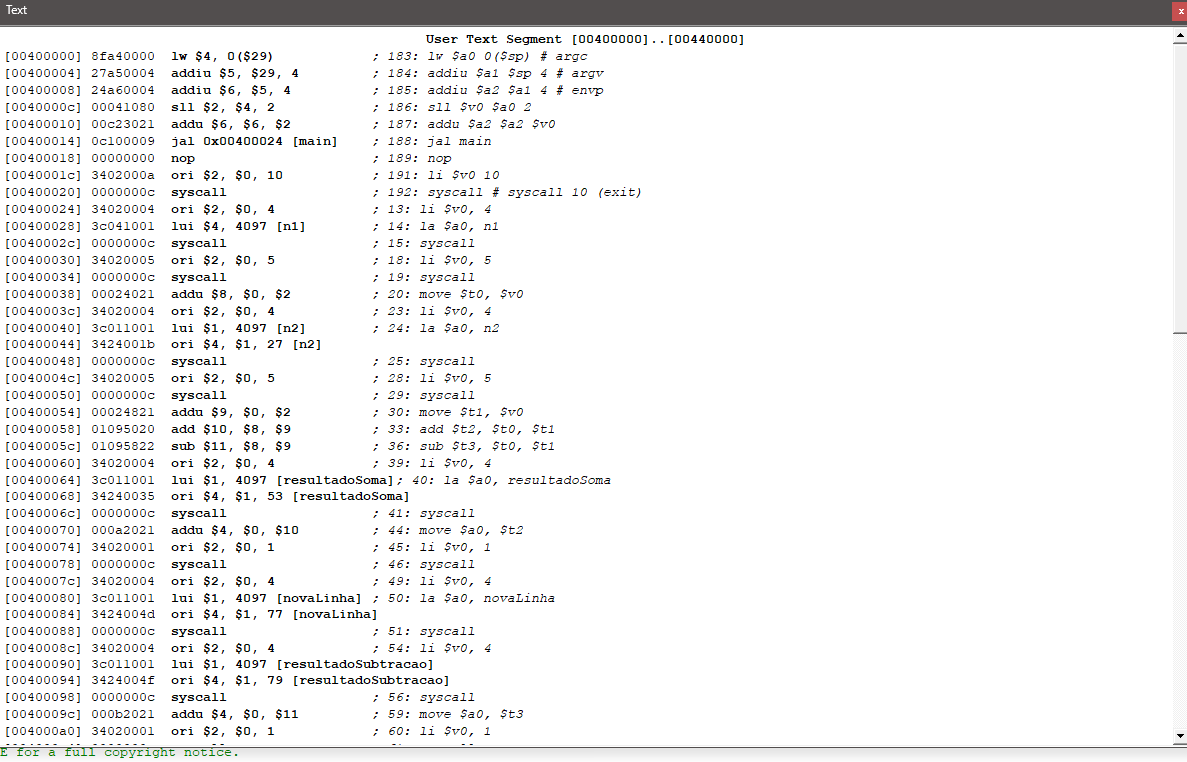 Text
x
User Text Segment [00400000]..[00440000]
[00400000] 8fa40000  lw $4, 0($29)            ; 183: lw $a0 0($sp) # argc
[00400004] 27a50004  addiu $5, $29, 4         ; 184: addiu $a1 $sp 4 # argv
[00400008] 24a60004  addiu $6, $5, 4          ; 185: addiu $a2 $a1 4 # envp
[0040000c] 00041080  sll $2, $4, 2            ; 186: sll $v0 $a0 2
[00400010] 00c23021  addu $6, $6, $2          ; 187: addu $a2 $a2 $v0
[00400014] 0c100009  jal 0x00400024 [main]    ; 188: jal main
[00400018] 00000000  nop                      ; 189: nop
[0040001c] 3402000a  ori $2, $0, 10           ; 191: li $v0 10
[00400020] 0000000c  syscall                  ; 192: syscall # syscall 10 (exit)
[00400024] 34020004  ori $2, $0, 4            ; 13: li $v0, 4
[00400028] 3c041001  lui $4, 4097 [n1]        ; 14: la $a0, n1
[0040002c] 0000000c  syscall                  ; 15: syscall
[00400030] 34020005  ori $2, $0, 5            ; 18: li $v0, 5
[00400034] 0000000c  syscall                  ; 19: syscall
[00400038] 00024021  addu $8, $0, $2          ; 20: move $t0, $v0
[0040003c] 34020004  ori $2, $0, 4            ; 23: li $v0, 4
[00400040] 3c011001  lui $1, 4097 [n2]        ; 24: la $a0, n2
[00400044] 3424001b  ori $4, $1, 27 [n2]
[00400048] 0000000c  syscall                  ; 25: syscall
[0040004c] 34020005  ori $2, $0, 5            ; 28: li $v0, 5
[00400050] 0000000c  syscall                  ; 29: syscall
[00400054] 00024821  addu $9, $0, $2          ; 30: move $t1, $v0
[00400058] 01095020  add $10, $8, $9          ; 33: add $t2, $t0, $t1
[0040005c] 01095822  sub $11, $8, $9          ; 36: sub $t3, $t0, $t1
[00400060] 34020004  ori $2, $0, 4            ; 39: li $v0, 4
[00400064] 3c011001  lui $1, 4097 [resultadoSoma]; 40: la $a0, resultadoSoma
[00400068] 34240035  ori $4, $1, 53 [resultadoSoma]
[0040006c] 0000000c  syscall                  ; 41: syscall
[00400070] 000a2021  addu $4, $0, $10         ; 44: move $a0, $t2
[00400074] 34020001  ori $2, $0, 1            ; 45: li $v0, 1
[00400078] 0000000c  syscall                  ; 46: syscall
[0040007c] 34020004  ori $2, $0, 4            ; 49: li $v0, 4
[00400080] 3c011001  lui $1, 4097 [novaLinha] ; 50: la $a0, novaLinha
[00400084] 3424004d  ori $4, $1, 77 [novaLinha]
[00400088] 0000000c  syscall                  ; 51: syscall
[0040008c] 34020004  ori $2, $0, 4            ; 54: li $v0, 4
[00400090] 3c011001  lui $1, 4097 [resultadoSubtracao]
[00400094] 3424004f  ori $4, $1, 79 [resultadoSubtracao]
[00400098] 0000000c  syscall                  ; 56: syscall
[0040009c] 000b2021  addu $4, $0, $11         ; 59: move $a0, $t3
[004000a0] 34020001  ori $2, $0, 1            ; 60: li $v0, 1
E for a full copyright notice.